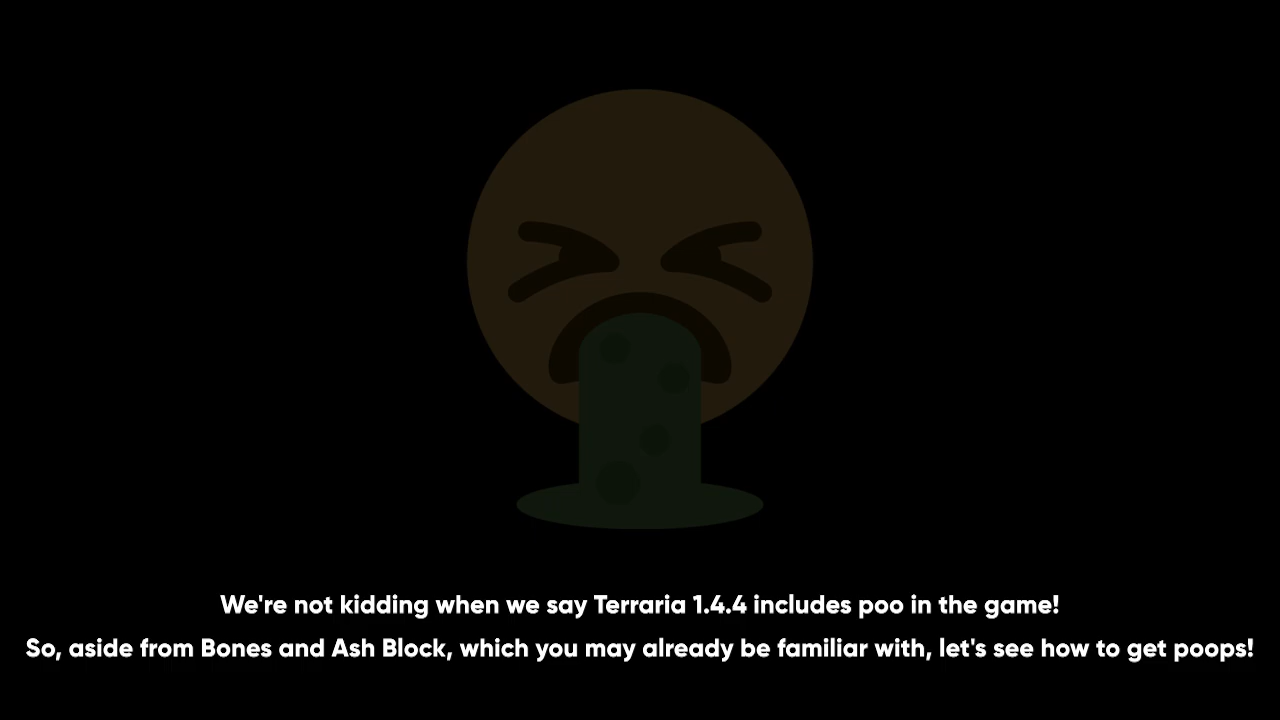 We're not kidding when we say Terraria 1.4.4 includes poo in the game!
So, aside from Bones and Ash Block, which you may already be familiar with, let's see how to get poops!